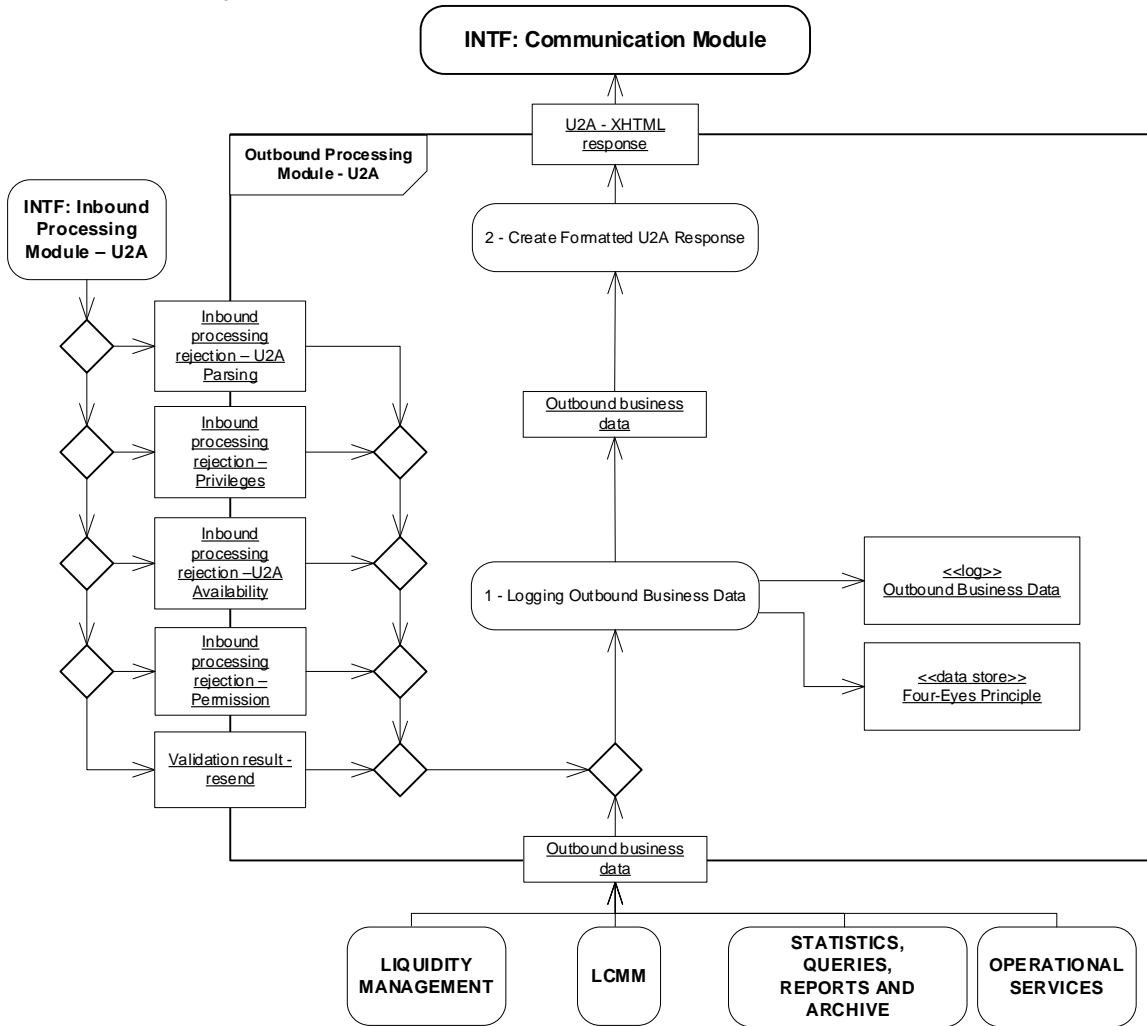 INTF: Communication Module
U2A - XHTML
response
Outbound Processing
Module - U2A
INTF: Inbound
Processing
Module – U2A
2 - Create Formatted U2A Response
Inbound
processing
rejection – U2A
Parsing
Outbound business
data
Inbound
processing
rejection –
Privileges
Inbound
processing
rejection –U2A
Availability
1 - Logging Outbound Business Data
<<log>>
Outbound Business Data
Inbound
processing
rejection –
Permission
<<data store>>
Four-Eyes Principle
Validation result -
resend
Outbound business
data
LIQUIDITY
MANAGEMENT
LCMM
STATISTICS,
QUERIES,
REPORTS AND
ARCHIVE
OPERATIONAL
SERVICES